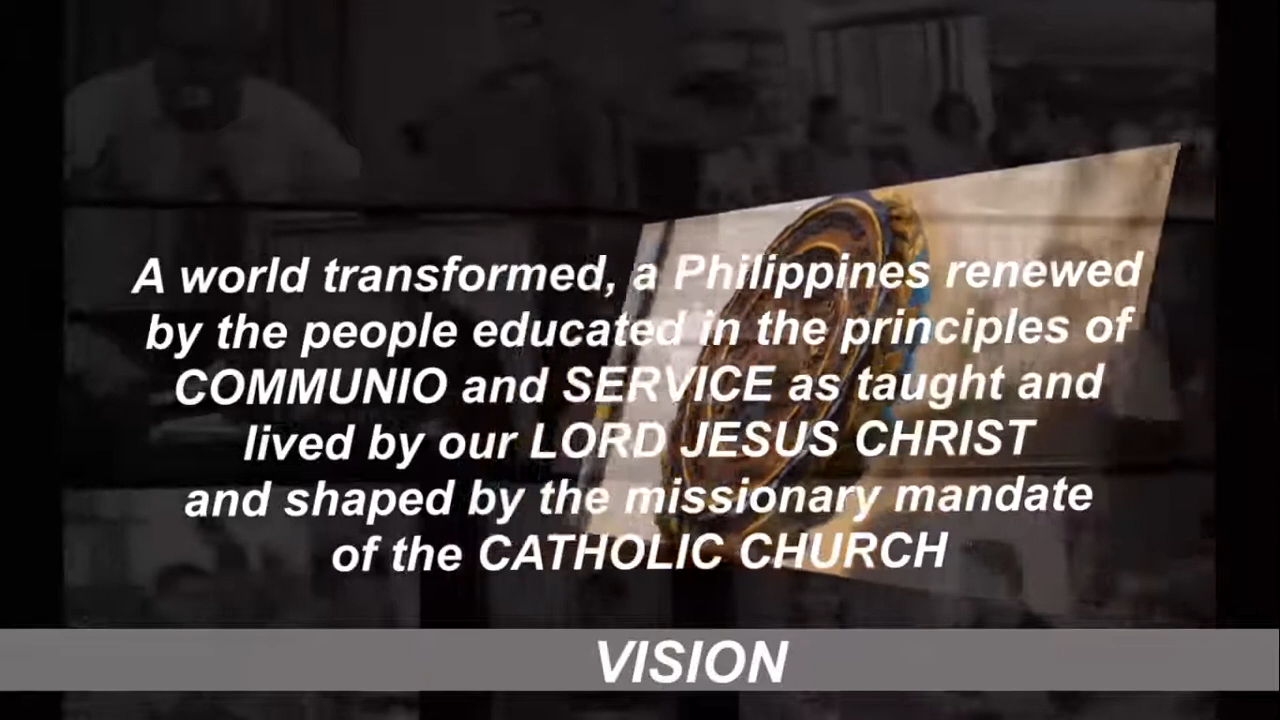 A world transformed, a Philippines renewed
by the people educated in the principles of
COMMUNIO and SERVICE as taught and
lived by our LORD JESUS CHRIST
and shaped by the missionary mandate
of the CATHOLIC CHURCH
VISION